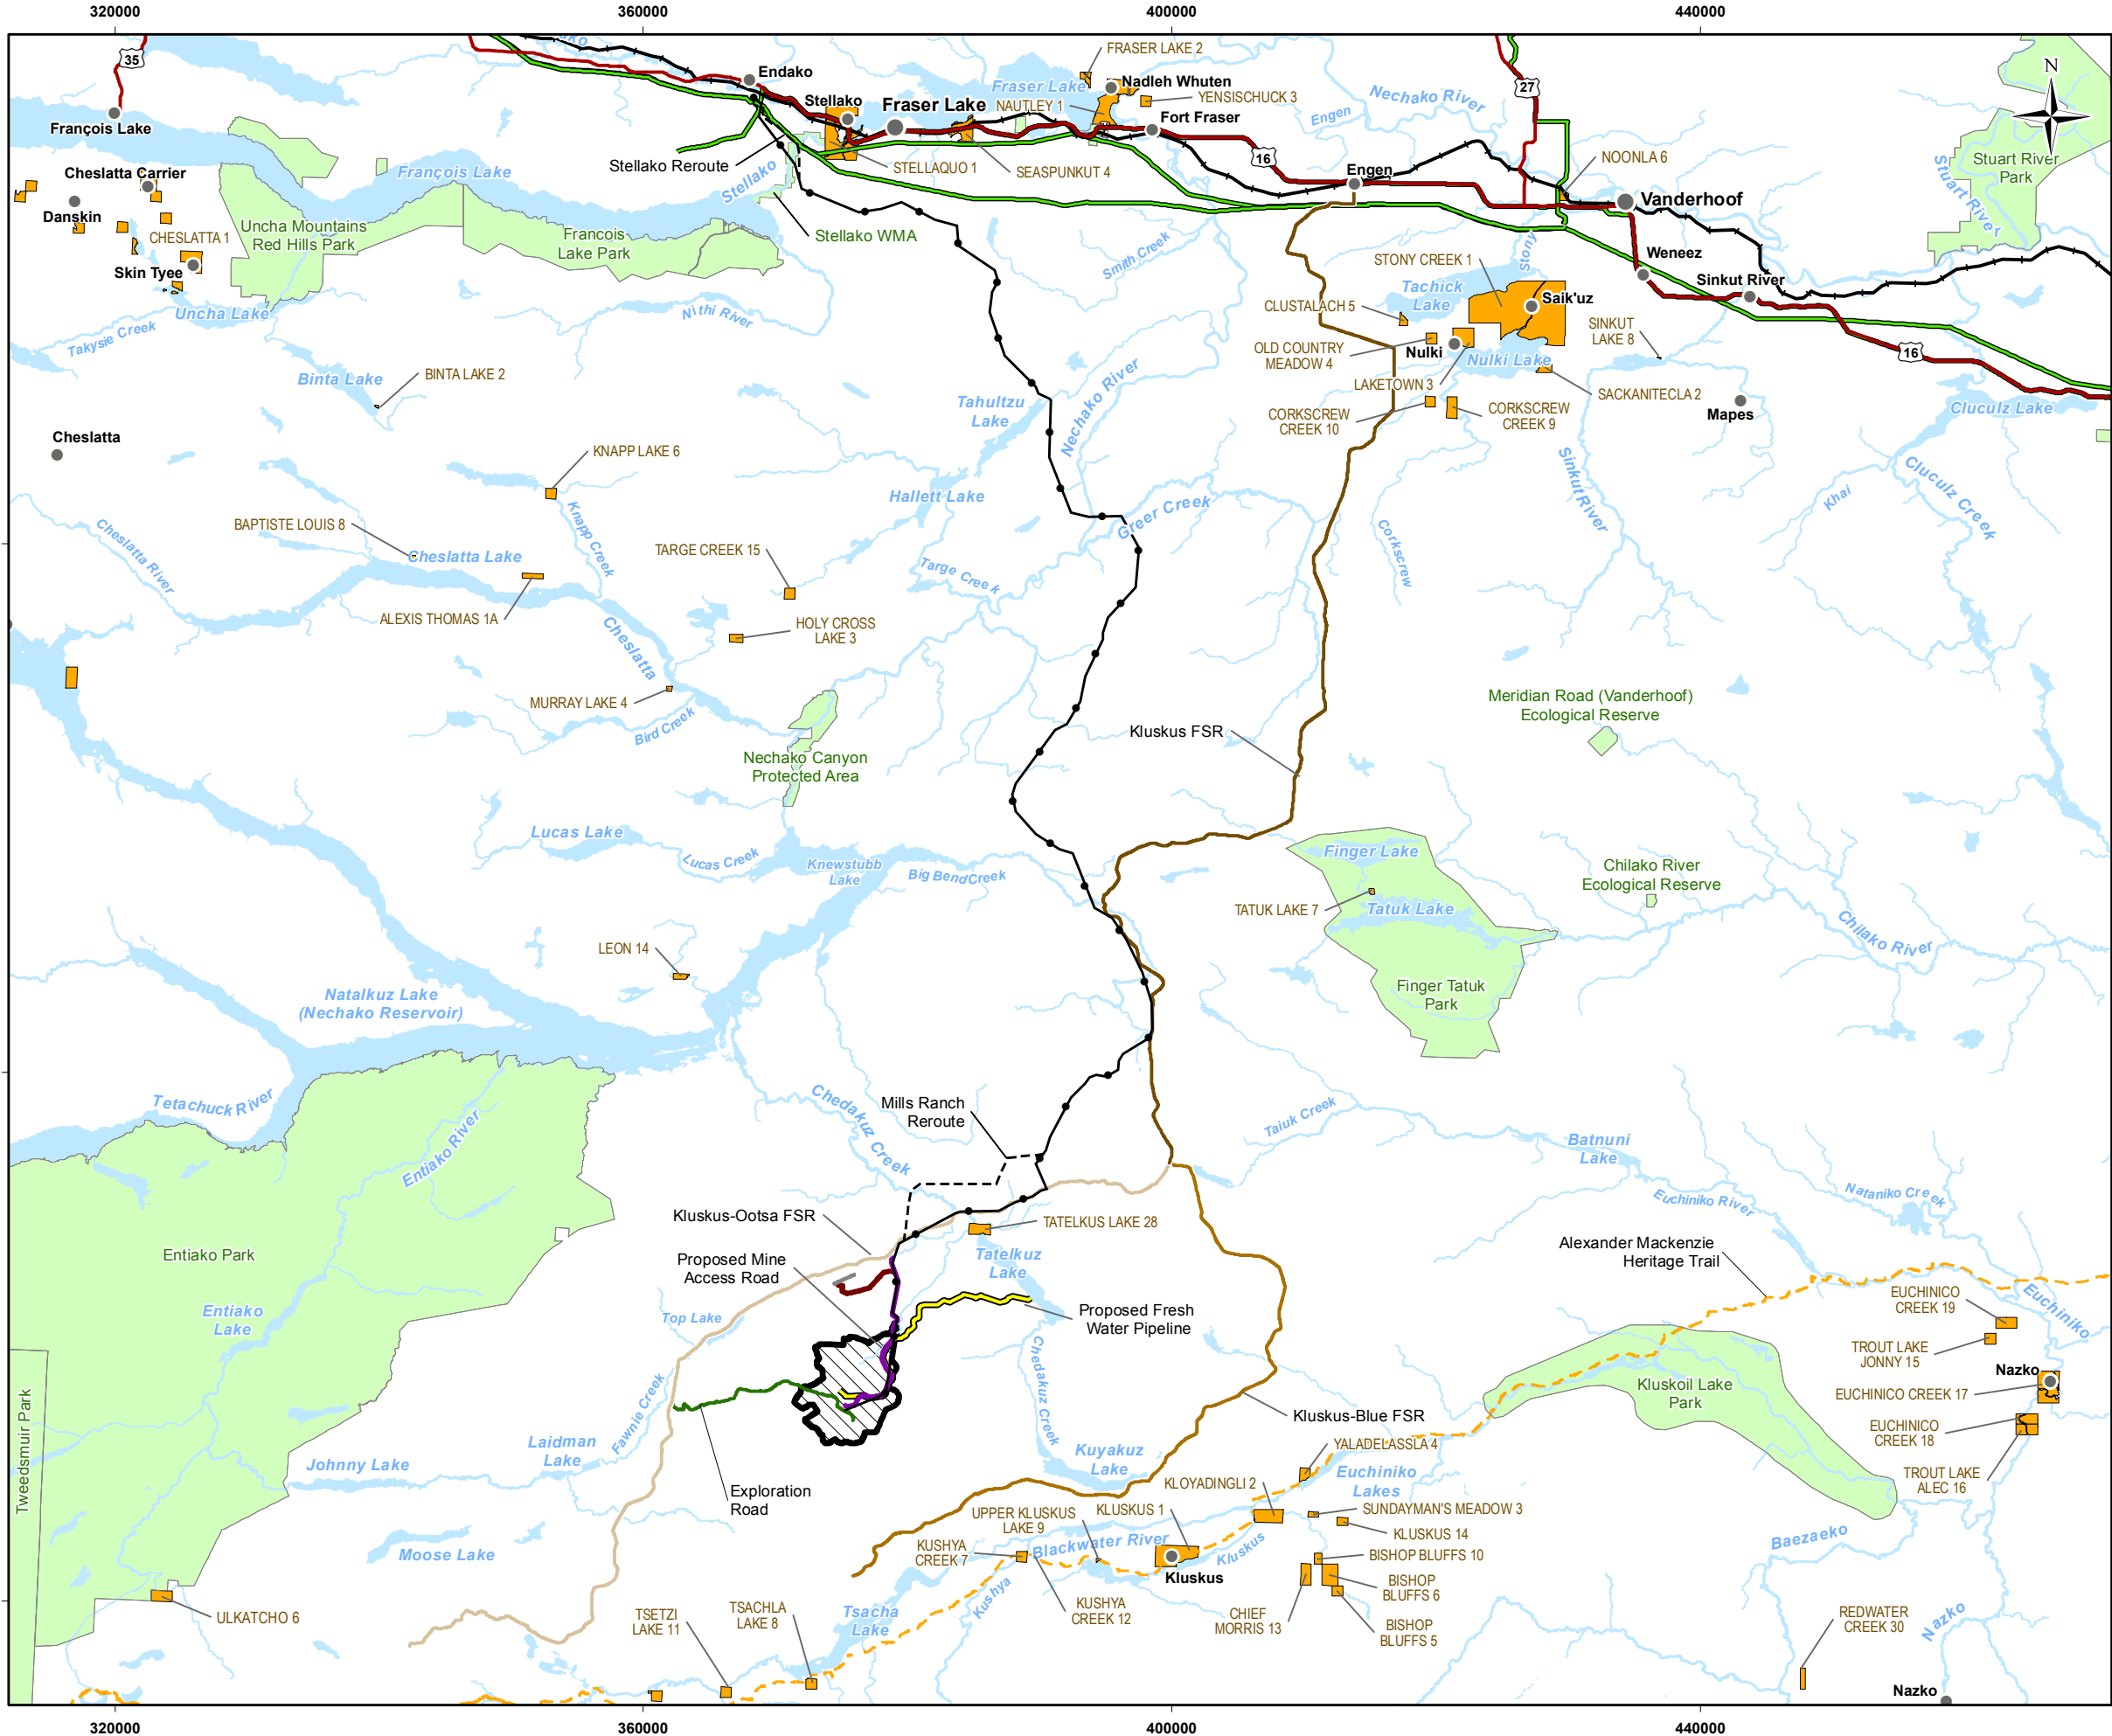 320000
360000
400000
440000
35
François Lake
Cheslatta Carrier
Danskin
CHESLATTA 1
Skin Tyee
Uncha Lake
Takysie Creek
Uncha Mountains
Red Hills Park
François Lake
Francois
Lake Park
Endako
Stellako
Fraser Lake
Stellako Reroute
Stellako
STELLAQUO 1
SEASPUNKUT 4
Stellako WMA
Fraser Lake
FRASER LAKE 2
Nadleh Whuten
NAUTLEY 1
YENSISCHUCK 3
Fort Fraser
Engen
Nechako River
16
Engen
27
NOONLA 6
Vanderhoof
Weneez
Sinkut River
Stuart River
Stuart River
Park
N
Smith Creek
Nithi River
Binta Lake
BINTA LAKE 2
Cheslatta
STONY CREEK 1
Stony
Tachick
Lake
CLUSTALACH 5
Saik'uz
OLD COUNTRY
MEADOW 4
Nulki
Nulki Lake
SINKUT
LAKE 8
16
LAKETOWN 3
SACKANITECLA 2
CORKSCREW
CREEK 10
CORKSCREW
CREEK 9
Mapes
Cluculz Lake
Tahultzu
Lake
Nechako River
KNAPP LAKE 6
Hallett Lake
Greer Creek
Sinkut River
Khai
Cluculz Creek
Corkscrew
BAPTISTE LOUIS 8
Cheslatta River
Cheslatta Lake
Knapp Creek
TARGE CREEK 15
Targe Creek
ALEXIS THOMAS 1A
HOLY CROSS
LAKE 3
Cheslatta
MURRAY LAKE 4
Bird Creek
Nechako Canyon
Protected Area
Kluskus FSR
Meridian Road (Vanderhoof)
Ecological Reserve
Lucas Lake
Lucas Creek
Knewstubb
Lake
Big Bend Creek
Finger Lake
TATUK LAKE 7
Tatuk Lake
Chilako River
Ecological Reserve
Chilako River
LEON 14
Finger Tatuk
Park
Natalkuz Lake
(Nechako Reservoir)
Tetachuck River
Entiako River
Chedakuz Creek
Mills Ranch
Reroute
Taiuk Creek
Batnuni
Lake
Euchiniko River
Nataniko Creek
Kluskus-Ootsa FSR
TATELKUS LAKE 28
Entiako Park
Proposed Mine
Access Road
Tatelkuz
Lake
Alexander Mackenzie
Heritage Trail
Entiako
Lake
Top Lake
Proposed Fresh
Water Pipeline
EUCHINICO
CREEK 19
Euchiniko
TROUT LAKE
JONNY 15
Nazko
Tweedsmuir Park
Fawnie Creek
Chedakuz Creek
Kluskoil Lake
Park
EUCHINICO CREEK 17
Kluskus-Blue FSR
EUCHINICO
CREEK 18
Johnny Lake
Laidman
Lake
Kuyakuz
Lake
YALADELASSLA 4
Euchiniko
Lakes
TROUT LAKE
ALEC 16
Exploration
Road
KLOYADINGLI 2
UPPER KLUSKUS
LAKE 9
KLUSKUS 1
SUNDAYMAN'S MEADOW 3
KLUSKUS 14
Moose Lake
KUSHYA
CREEK 7
Blackwater River
Kluskus
Kluskus
BISHOP BLUFFS 10
BISHOP
BLUFFS 6
Baezaeko
Kushya
KUSHYA
CREEK 12
CHIEF
MORRIS 13
BISHOP
BLUFFS 5
ULKATCHO 6
TSETZI
LAKE 11
TSACHLA
LAKE 8
Tsacha
Lake
REDWATER
CREEK 30
Nazko
Nazko
320000
360000
400000
440000